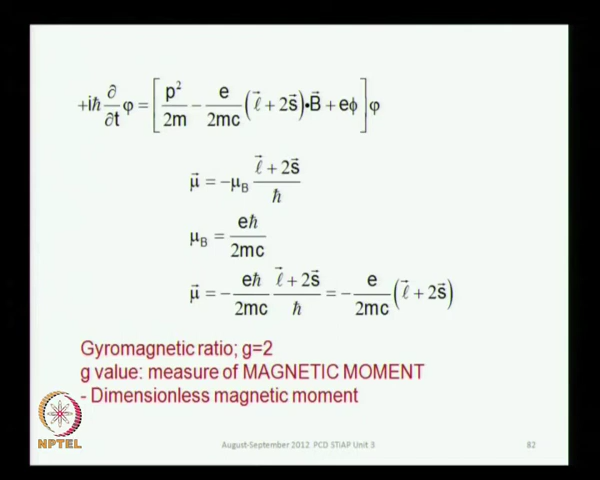 +iħ ∂/∂t φ = [ p²/2m − e/2mc (ℓ⃗ + 2s⃗)•B⃗ + eϕ ] φ
μ⃗ = −μ_B (ℓ⃗ + 2s⃗)/ħ
μ_B = eħ/2mc
μ⃗ = − eħ/2mc (ℓ⃗ + 2s⃗)/ħ = − e/2mc (ℓ⃗ + 2s⃗)
Gyromagnetic ratio; g=2
g value: measure of MAGNETIC MOMENT
- Dimensionless magnetic moment
NPTEL
August-September 2012 PCD STiAP Unit 3
82